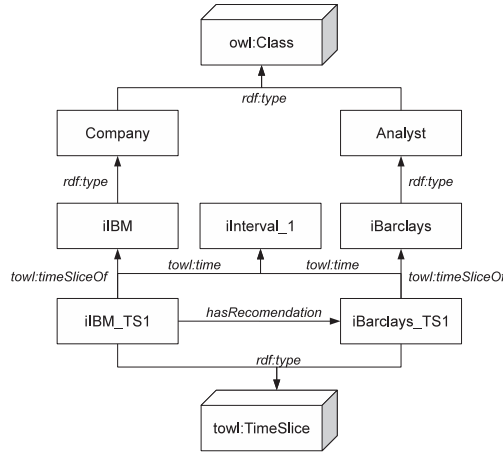 owl:Class
rdf:type
Company
Analyst
rdf:type
rdf:type
iIBM
iInterval_1
iBarclays
towl:timeSliceOf
towl:time
towl:time
towl:timeSliceOf
iIBM_TS1
hasRecomendation
iBarclays_TS1
rdf:type
towl:TimeSlice